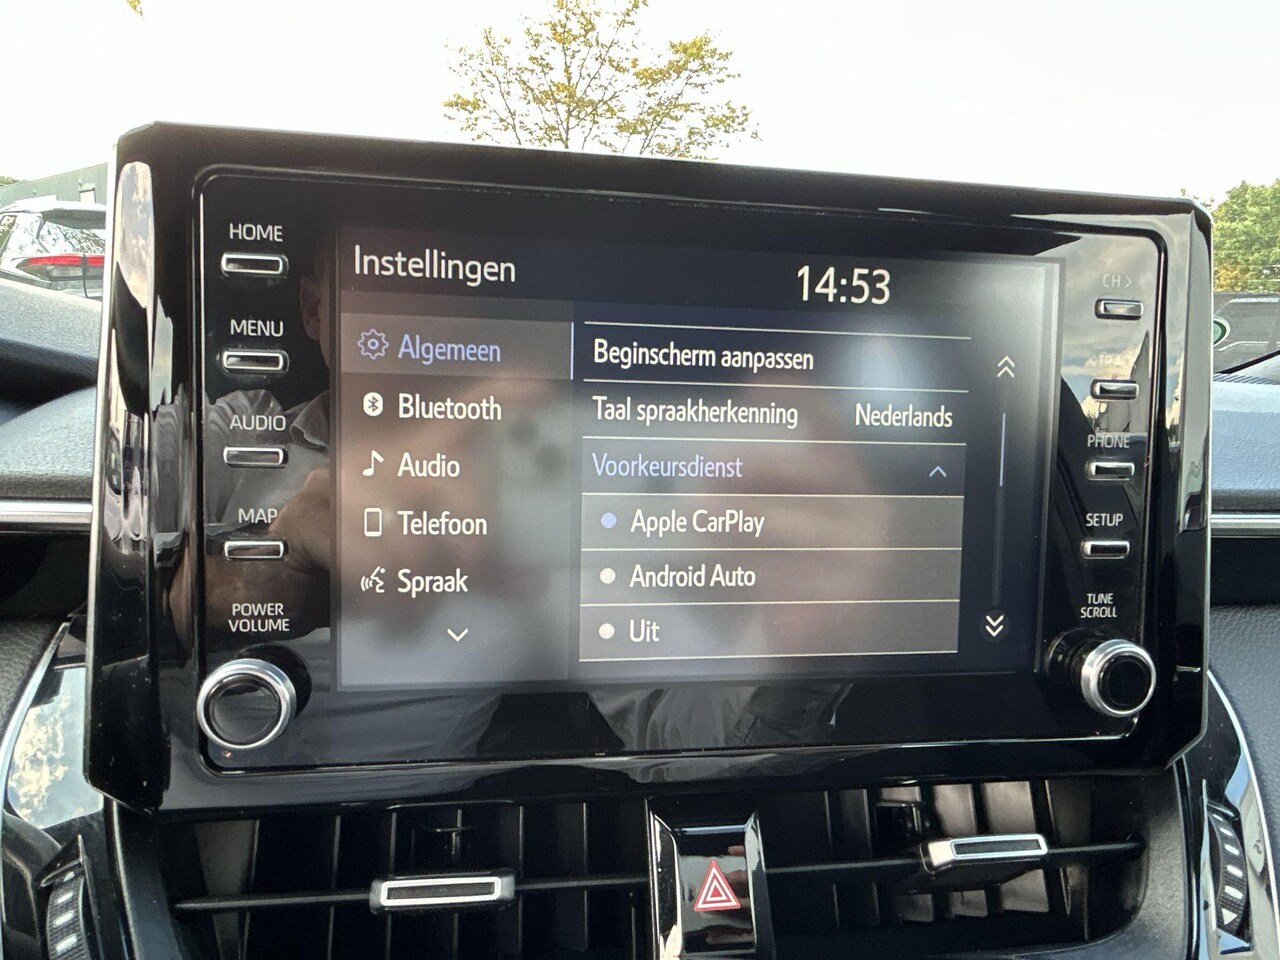 HOME
MENU
AUDIO
MAP
POWER
VOLUME
Instellingen
14:53
Algemeen
Bluetooth
Audio
Telefoon
Spraak
Beginscherm aanpassen
Taal spraakherkenning Nederlands
Voorkeursdienst
Apple CarPlay
Android Auto
Uit
CH >
PHONE
SETUP
TUNE
SCROLL